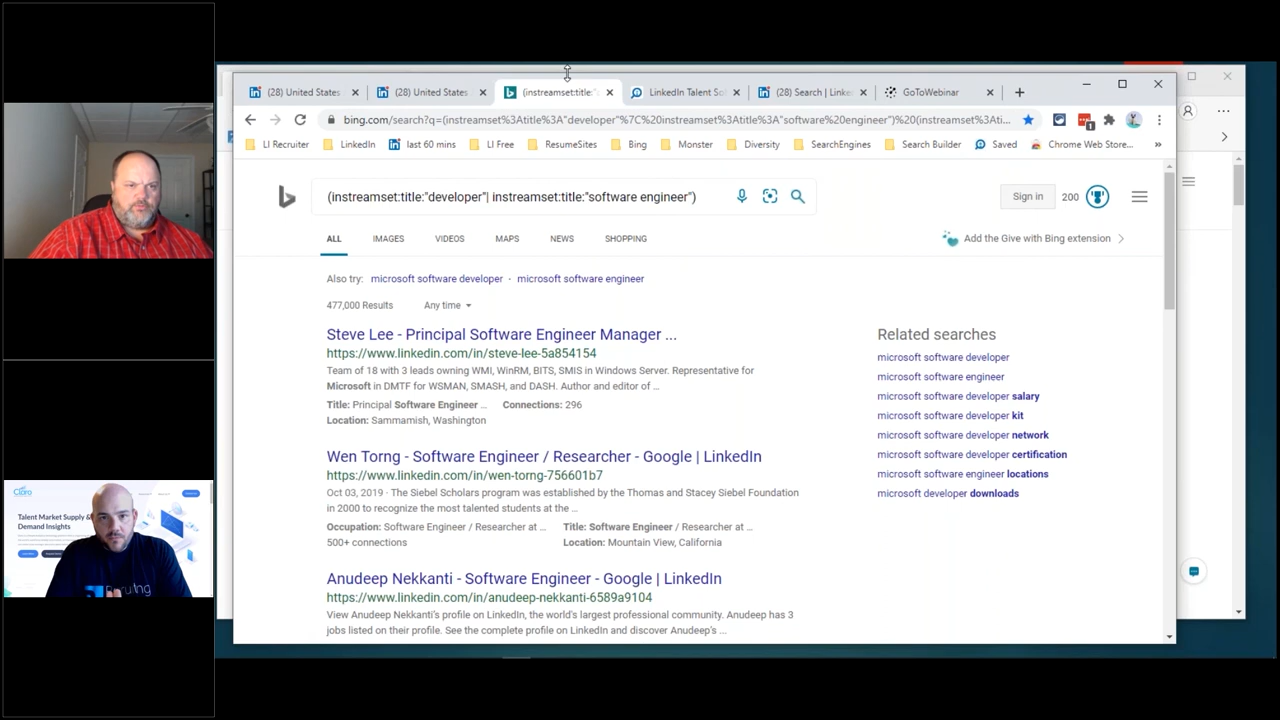 (28) United States
(28) United States
(instreamset:title:"
LinkedIn Talent Sol
(28) Search | Linke
GoToWebinar
bing.com/search?q=(instreamset%3Atitle%3A"developer"%7C%20instreamset%3Atitle%3A"software%20engineer")%20(instreamset%3Ati...
LI Recruiter
LinkedIn
last 60 mins
LI Free
ResumeSites
Bing
Monster
Diversity
SearchEngines
Search Builder
Saved
Chrome Web Store...
(instreamset:title:"developer"| instreamset:title:"software engineer")
Sign in
200
ALL
IMAGES
VIDEOS
MAPS
NEWS
SHOPPING
Add the Give with Bing extension
Also try: microsoft software developer · microsoft software engineer
477,000 Results Any time
Steve Lee - Principal Software Engineer Manager ...
https://www.linkedin.com/in/steve-lee-5a854154
Team of 18 with 3 leads owning WMI, WinRM, BITS, SMIS in Windows Server. Representative for
Microsoft in DMTF for WSMAN, SMASH, and DASH. Author and editor of ...
Title: Principal Software Engineer ... Connections: 296
Location: Sammamish, Washington
Wen Torng - Software Engineer / Researcher - Google | LinkedIn
https://www.linkedin.com/in/wen-torng-756601b7
Oct 03, 2019 · The Siebel Scholars program was established by the Thomas and Stacey Siebel Foundation
in 2000 to recognize the most talented students at the ...
Occupation: Software Engineer / Researcher at ... Title: Software Engineer / Researcher at ...
500+ connections Location: Mountain View, California
Anudeep Nekkanti - Software Engineer - Google | LinkedIn
https://www.linkedin.com/in/anudeep-nekkanti-6589a9104
View Anudeep Nekkanti's profile on LinkedIn, the world's largest professional community. Anudeep has 3
jobs listed on their profile. See the complete profile on LinkedIn and discover Anudeep's ...
Related searches
microsoft software developer
microsoft software engineer
microsoft software developer salary
microsoft software developer kit
microsoft software developer network
microsoft software developer certification
microsoft software engineer locations
microsoft developer downloads
Claro
Talent Market Supply &
Demand Insights